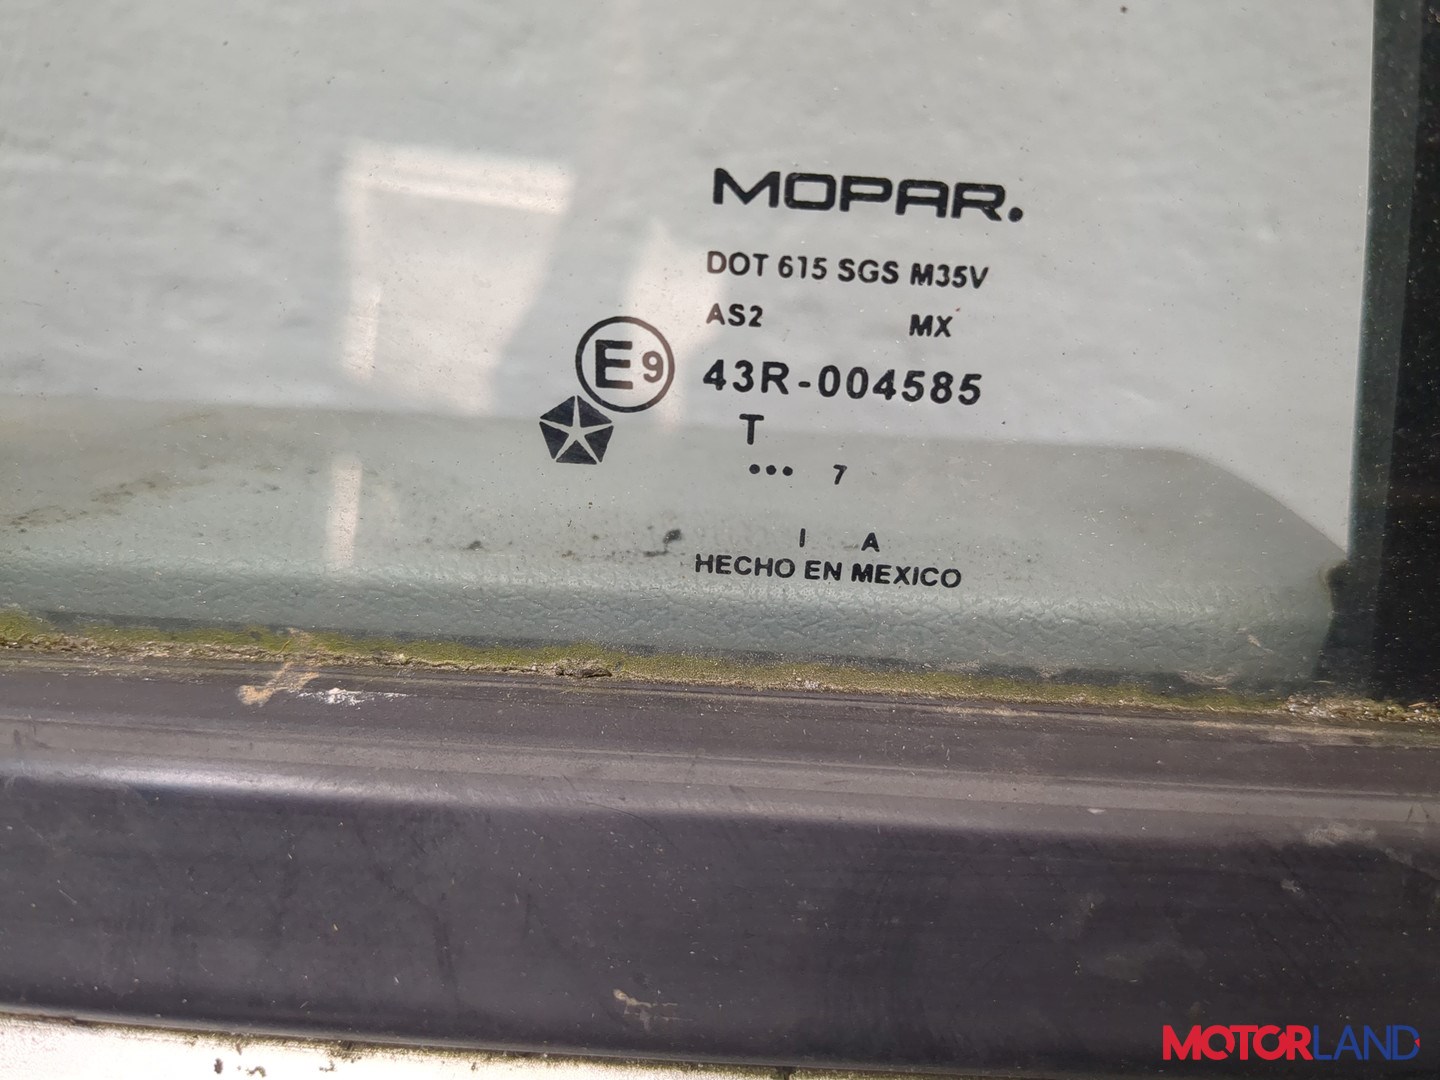 MOPAR.
DOT 615 SGS M35V
AS2 MX
E9 43R-004585
T
••• 7
I A
HECHO EN MEXICO
MOTORLAND